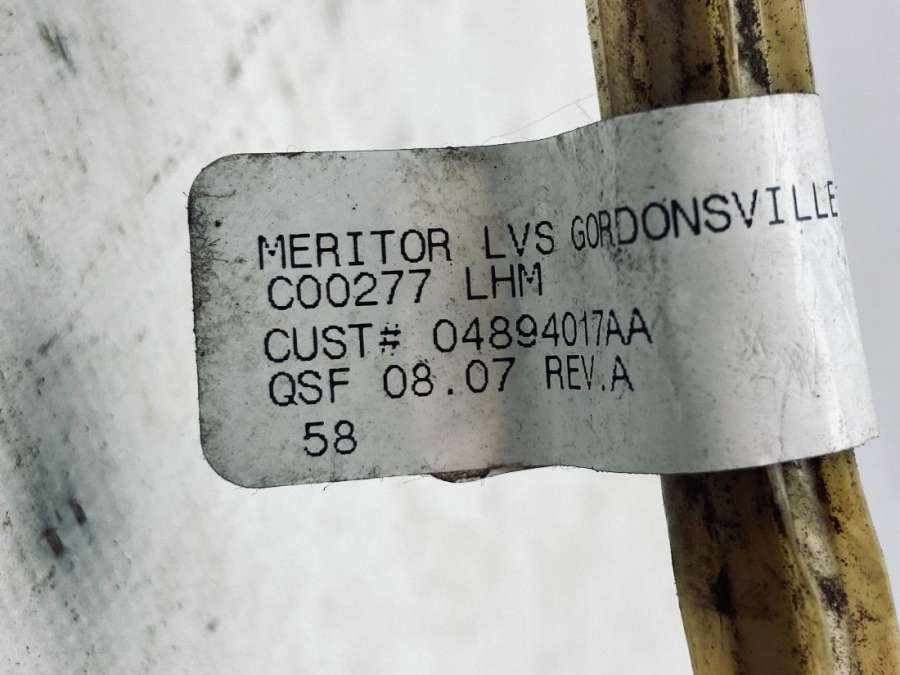 MERITOR LVS GORDONSVILLE
C00277 LHM
CUST# 04894017AA
QSF 08.07 REV.A
58